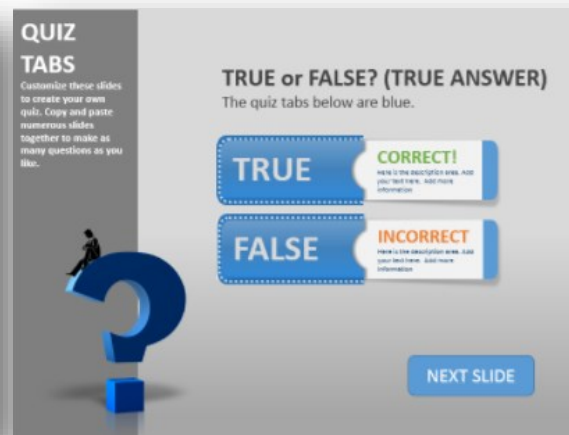 QUIZ
TABS
Customize these slides
to create your own
quiz. Copy and paste
numerous slides
together to make as
many questions as you
like.
TRUE or FALSE? (TRUE ANSWER)
The quiz tabs below are blue.
TRUE
CORRECT!
Here is the description area. Add
your text here. Add more
information
FALSE
INCORRECT
Here is the description area. Add
your text here. Add more
information
NEXT SLIDE